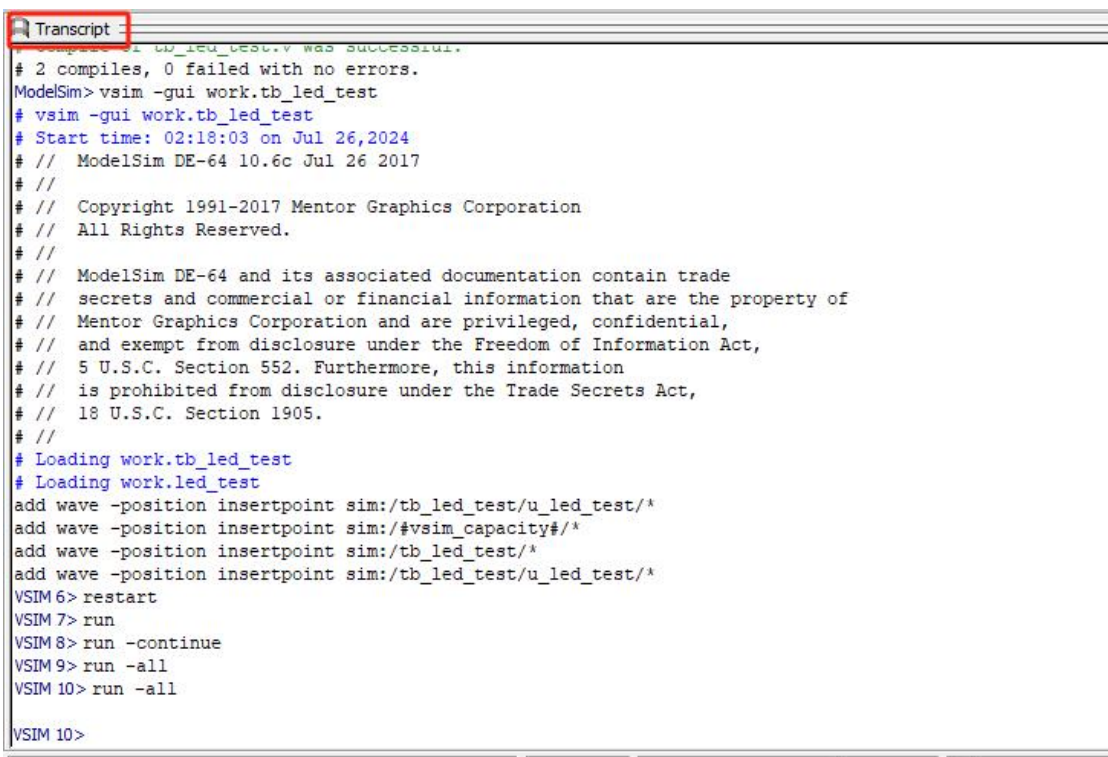 Transcript
# Compile of tb_led_test.v was successful.
# 2 compiles, 0 failed with no errors.
ModelSim> vsim -gui work.tb_led_test
# vsim -gui work.tb_led_test
# Start time: 02:18:03 on Jul 26,2024
# //  ModelSim DE-64 10.6c Jul 26 2017
# //
# //  Copyright 1991-2017 Mentor Graphics Corporation
# //  All Rights Reserved.
# //
# //  ModelSim DE-64 and its associated documentation contain trade
# //  secrets and commercial or financial information that are the property of
# //  Mentor Graphics Corporation and are privileged, confidential,
# //  and exempt from disclosure under the Freedom of Information Act,
# //  5 U.S.C. Section 552. Furthermore, this information
# //  is prohibited from disclosure under the Trade Secrets Act,
# //  18 U.S.C. Section 1905.
# //
# Loading work.tb_led_test
# Loading work.led_test
add wave -position insertpoint sim:/tb_led_test/u_led_test/*
add wave -position insertpoint sim:/#vsim_capacity#/*
add wave -position insertpoint sim:/tb_led_test/*
add wave -position insertpoint sim:/tb_led_test/u_led_test/*
VSIM 6> restart
VSIM 7> run
VSIM 8> run -continue
VSIM 9> run -all
VSIM 10> run -all
VSIM 10>